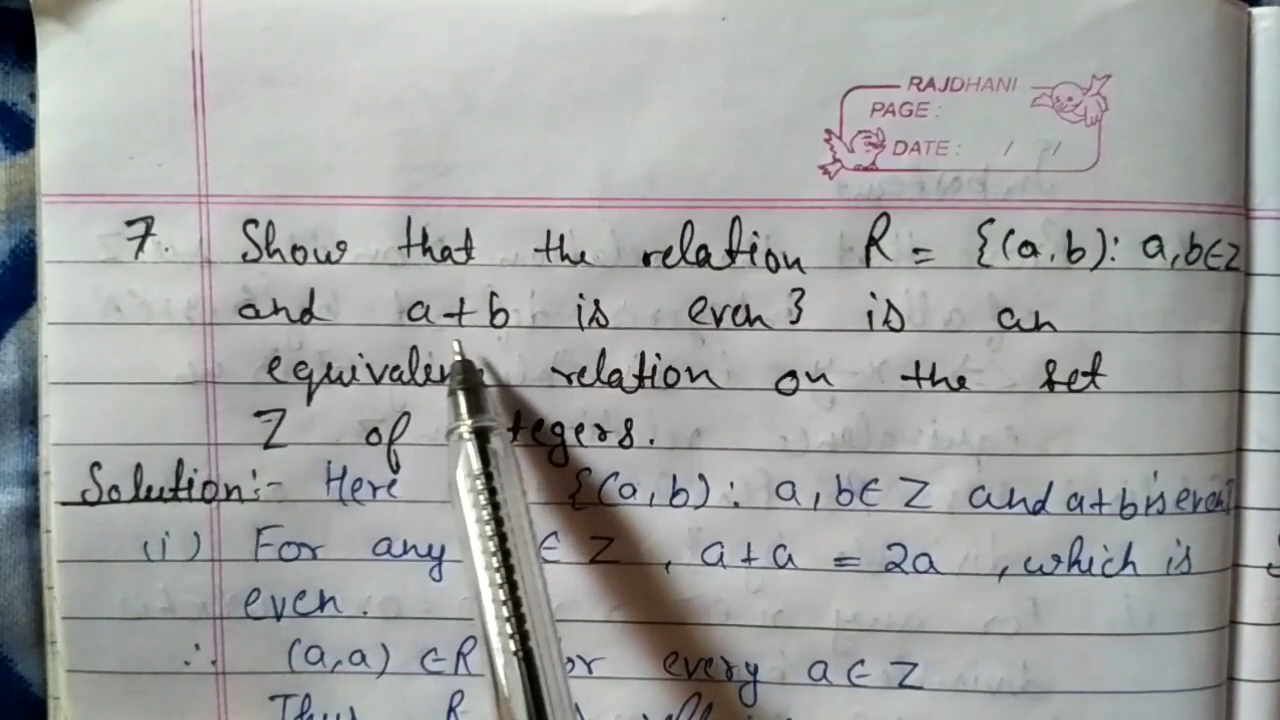 RAJDHANI
PAGE:
DATE: / /
7. Show that the relation R = {(a,b): a,b∈Z
and a+b is even} is an
relation on the set
Z of
Solution:- Here {(a,b): a,b∈Z and a+b is even}
(i) For any ∈ Z, a+a = 2a, which is
even.
∴ (a,a) ∈R every a∈Z
Thus R